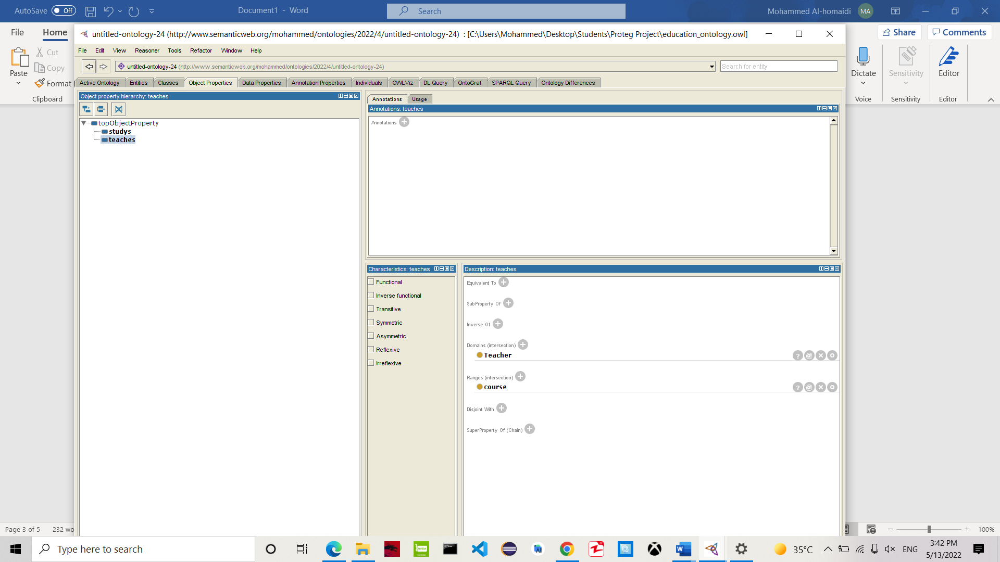 AutoSave Off Document1 - Word Search Mohammed Al-homaidi MA
File Home Share Comments
Paste Cut Copy Format Clipboard
Dictate Sensitivity Editor
Voice Sensitivity Editor
untitled-ontology-24 (http://www.semanticweb.org/mohammed/ontologies/2022/4/untitled-ontology-24) : [C:\Users\Mohammed\Desktop\Students\Proteg Project\education_ontology.owl]
File Edit View Reasoner Tools Refactor Window Help
untitled-ontology-24 (http://www.semanticweb.org/mohammed/ontologies/2022/4/untitled-ontology-24) Search for entity
Active Ontology Entities Classes Object Properties Data Properties Annotation Properties Individuals OWLViz DL Query OntoGraf SPARQL Query Ontology Differences
Object property hierarchy: teaches
topObjectProperty
studys
teaches
Annotations Usage
Annotations: teaches
Annotations
Characteristics: teaches
Functional
Inverse functional
Transitive
Symmetric
Asymmetric
Reflexive
Irreflexive
Description: teaches
Equivalent To
SubProperty Of
Inverse Of
Domains (intersection)
Teacher
Ranges (intersection)
course
Disjoint With
SuperProperty Of (Chain)
Page 3 of 5 232 wo 100%
Type here to search 35°C ENG 3:42 PM
5/13/2022